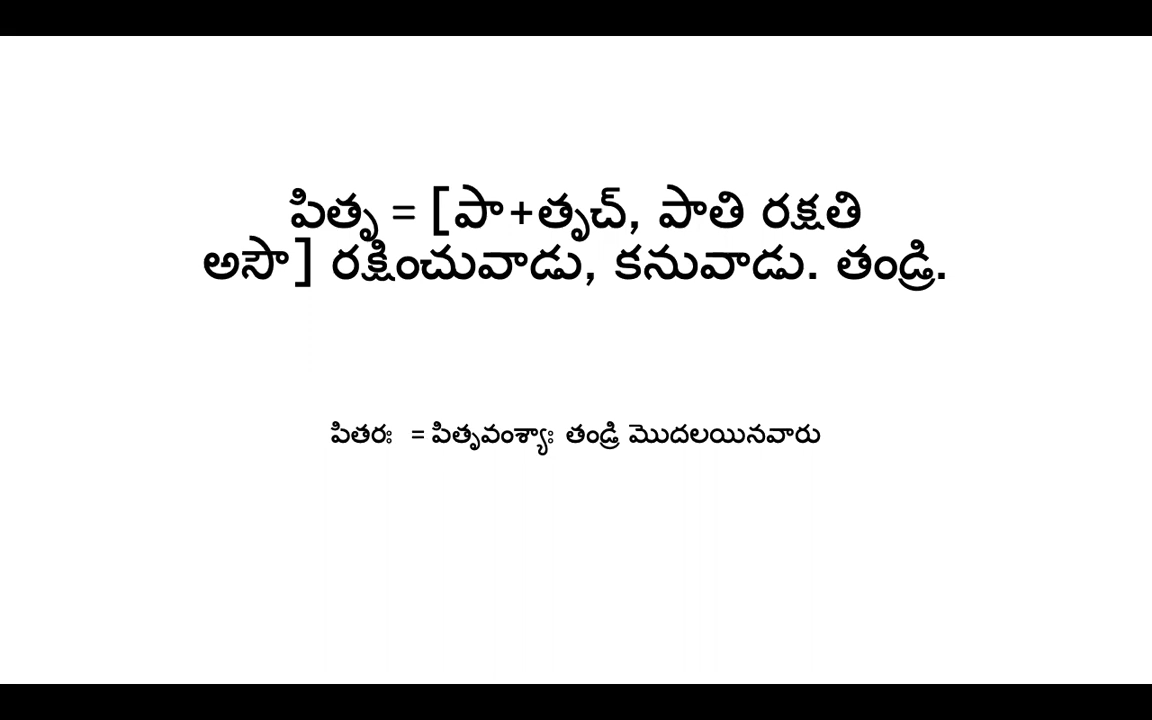 పితృ = [పా+తృచ్, పాతి రక్షతి
అసౌ] రక్షించువాడు, కనువాడు. తండ్రి.
పితరః = పితృవంశ్యాః తండ్రి మొదలయినవారు